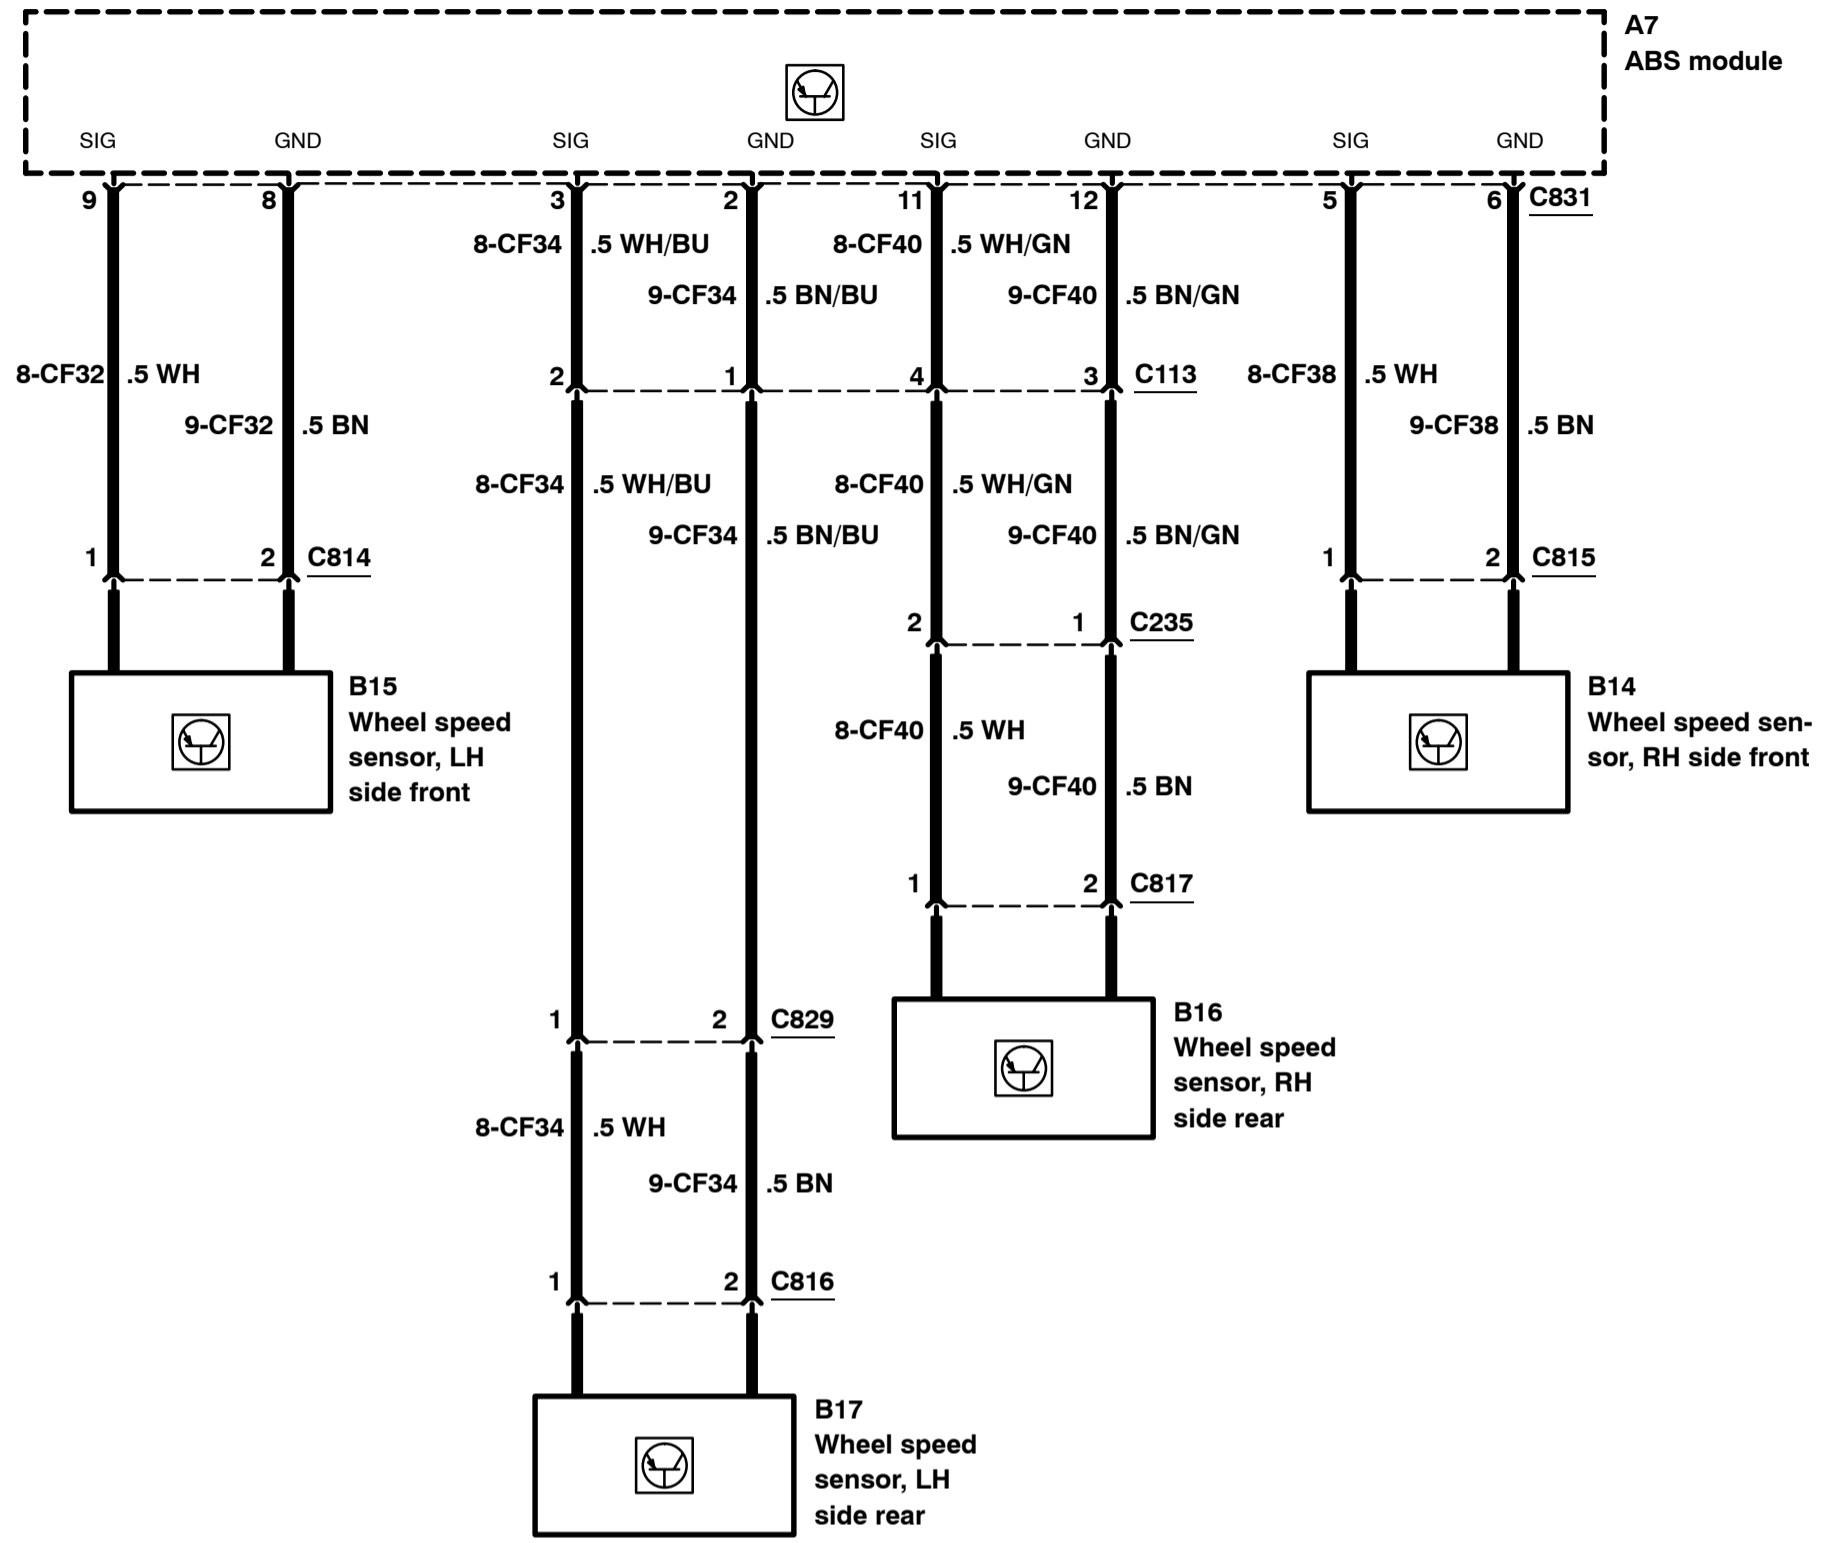 A7
ABS module
SIG GND SIG GND SIG GND SIG GND
9 8 3 2 11 12 5 6 C831
8-CF34 .5 WH/BU 8-CF40 .5 WH/GN
9-CF34 .5 BN/BU 9-CF40 .5 BN/GN
8-CF32 .5 WH 2 1 4 3 C113 8-CF38 .5 WH
9-CF32 .5 BN 9-CF38 .5 BN
8-CF34 .5 WH/BU 8-CF40 .5 WH/GN
9-CF34 .5 BN/BU 9-CF40 .5 BN/GN
1 2 C814 1 2 C815
2 1 C235
B15
Wheel speed
sensor, LH
side front
8-CF40 .5 WH
9-CF40 .5 BN
B14
Wheel speed sen-
sor, RH side front
1 2 C817
1 2 C829
B16
Wheel speed
sensor, RH
side rear
8-CF34 .5 WH
9-CF34 .5 BN
1 2 C816
B17
Wheel speed
sensor, LH
side rear